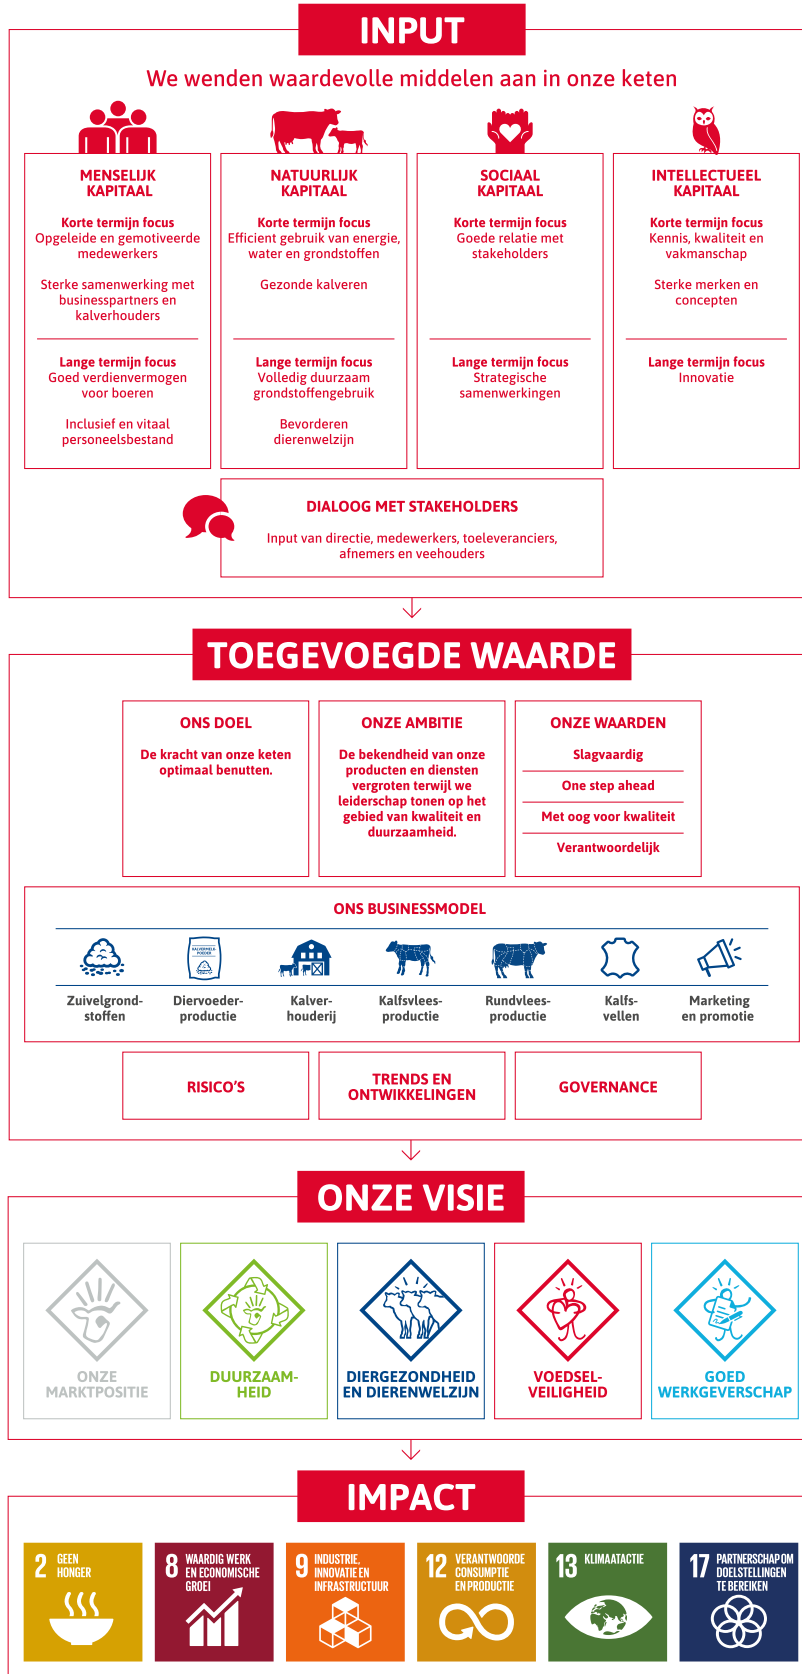 INPUT
We wenden waardevolle middelen aan in onze keten
MENSELIJK
KAPITAAL
Korte termijn focus
Opgeleide en gemotiveerde
medewerkers
Sterke samenwerking met
businesspartners en
kalverhouders
Lange termijn focus
Goed verdienvermogen
voor boeren
Inclusief en vitaal
personeelsbestand
NATUURLIJK
KAPITAAL
Korte termijn focus
Efficient gebruik van energie,
water en grondstoffen
Gezonde kalveren
Lange termijn focus
Volledig duurzaam
grondstoffengebruik
Bevorderen
dierenwelzijn
SOCIAAL
KAPITAAL
Korte termijn focus
Goede relatie met
stakeholders
Lange termijn focus
Strategische
samenwerkingen
INTELLECTUEEL
KAPITAAL
Korte termijn focus
Kennis, kwaliteit en
vakmanschap
Sterke merken en
concepten
Lange termijn focus
Innovatie
DIALOOG MET STAKEHOLDERS
Input van directie, medewerkers, toeleveranciers,
afnemers en veehouders
TOEGEVOEGDE WAARDE
ONS DOEL
De kracht van onze keten
optimaal benutten.
ONZE AMBITIE
De bekendheid van onze
producten en diensten
vergroten terwijl we
leiderschap tonen op het
gebied van kwaliteit en
duurzaamheid.
ONZE WAARDEN
Slagvaardig
One step ahead
Met oog voor kwaliteit
Verantwoordelijk
ONS BUSINESSMODEL
KALVERMELK
VOEDER
Zuivelgrond-
stoffen
Diervoeder-
productie
Kalver-
houderij
Kalfsvlees-
productie
Rundvlees-
productie
Kalfs-
vellen
Marketing
en promotie
RISICO'S
TRENDS EN
ONTWIKKELINGEN
GOVERNANCE
ONZE VISIE
ONZE
MARKTPOSITIE
DUURZAAM-
HEID
DIERGEZONDHEID
EN DIERENWELZIJN
VOEDSEL-
VEILIGHEID
GOED
WERKGEVERSCHAP
IMPACT
2 GEEN
HONGER
8 WAARDIG WERK
EN ECONOMISCHE
GROEI
9 INDUSTRIE,
INNOVATIE EN
INFRASTRUCTUUR
12 VERANTWOORDE
CONSUMPTIE
EN PRODUCTIE
13 KLIMAATACTIE
17 PARTNERSCHAP OM
DOELSTELLINGEN
TE BEREIKEN